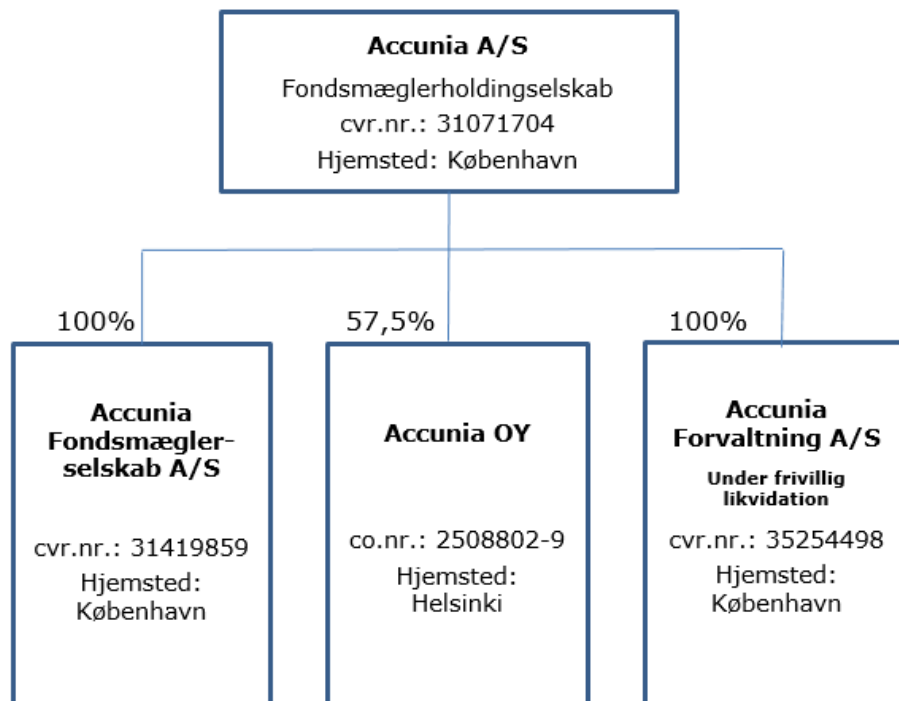 Accunia A/S
Fondsmæglerholdingselskab
cvr.nr.: 31071704
Hjemsted: København
100%
57,5%
100%
Accunia
Fondsmægler-
selskab A/S
cvr.nr.: 31419859
Hjemsted:
København
Accunia OY
co.nr.: 2508802-9
Hjemsted:
Helsinki
Accunia
Forvaltning A/S
Under frivillig
likvidation
cvr.nr.: 35254498
Hjemsted:
København